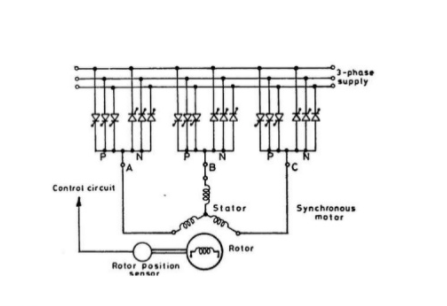 3-phase
supply
P N P N P N
A B C
Control circuit
Stator
Synchronous
motor
Rotor
Rotor position
sensor